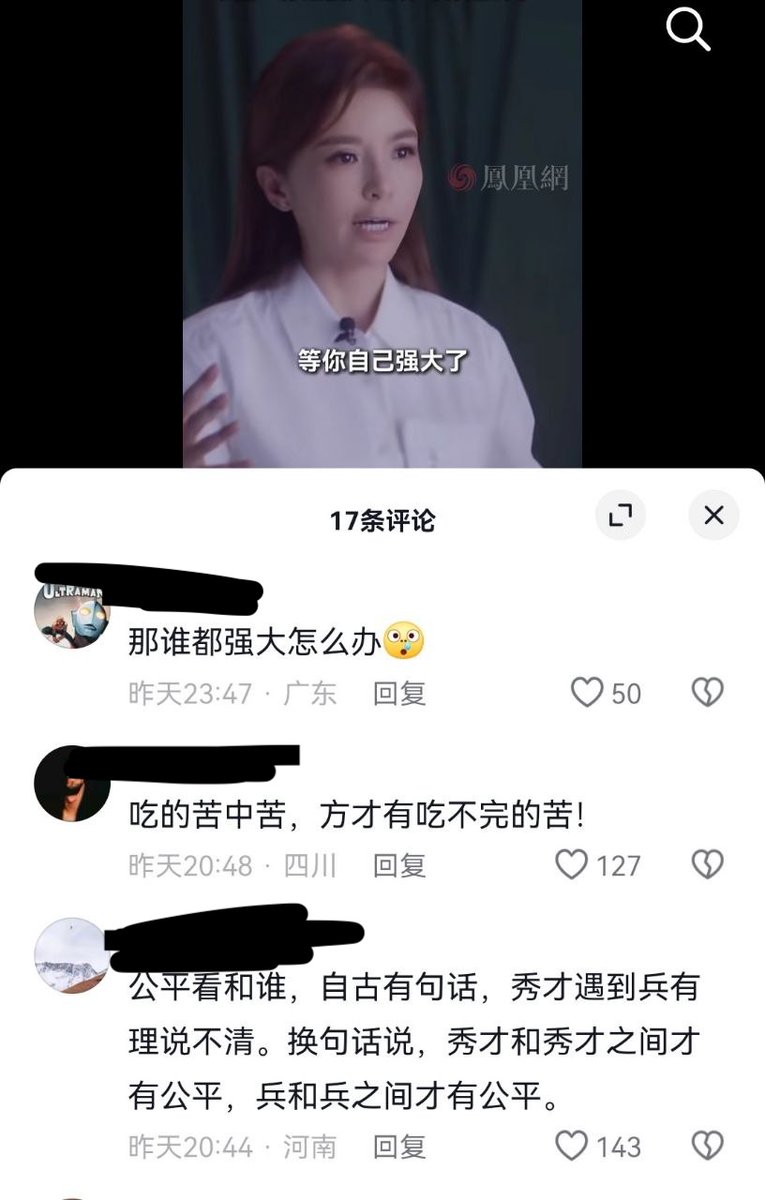 鳳凰網
等你自己强大了
17条评论
ULTRAMAN
那谁都强大怎么办
昨天23:47 · 广东 回复 50
吃的苦中苦，方才有吃不完的苦！
昨天20:48 · 四川 回复 127
公平看和谁，自古有句话，秀才遇到兵有
理说不清。换句话说，秀才和秀才之间才
有公平，兵和兵之间才有公平。
昨天20:44 · 河南 回复 143